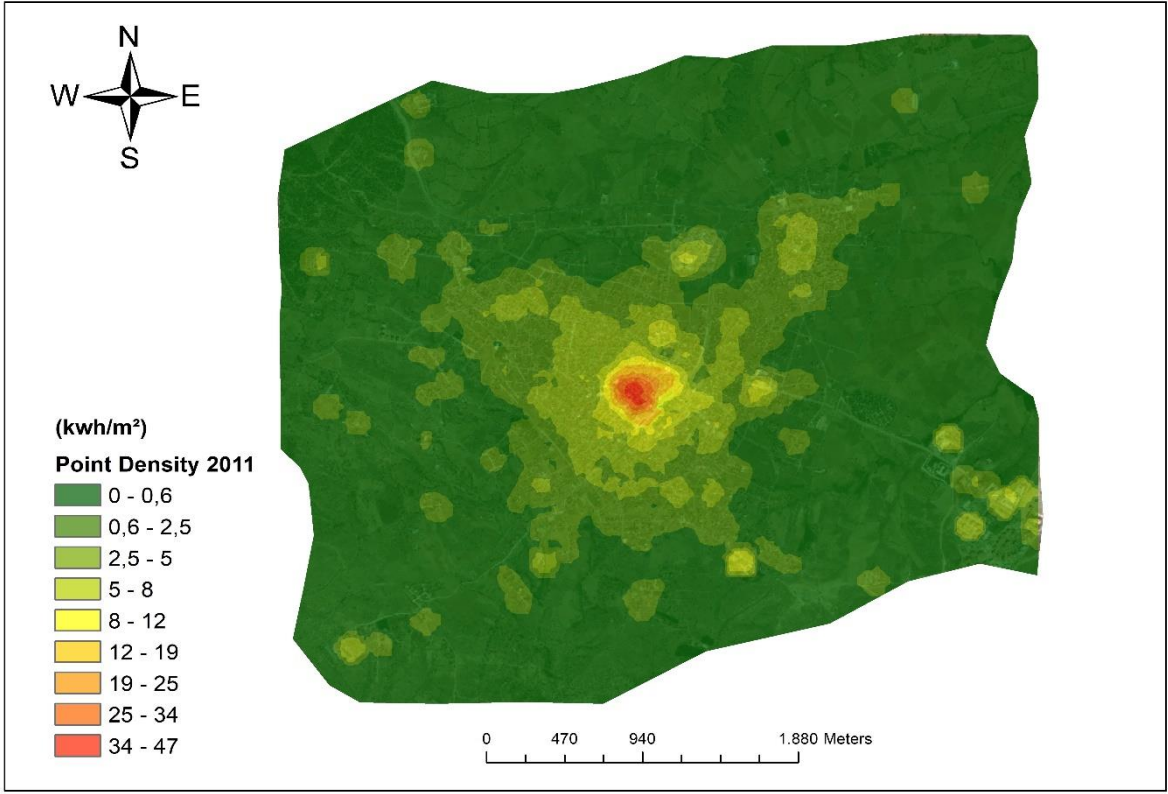 N
W E
S
(kwh/m²)
Point Density 2011
0 - 0,6
0,6 - 2,5
2,5 - 5
5 - 8
8 - 12
12 - 19
19 - 25
25 - 34
34 - 47
0 470 940 1.880 Meters